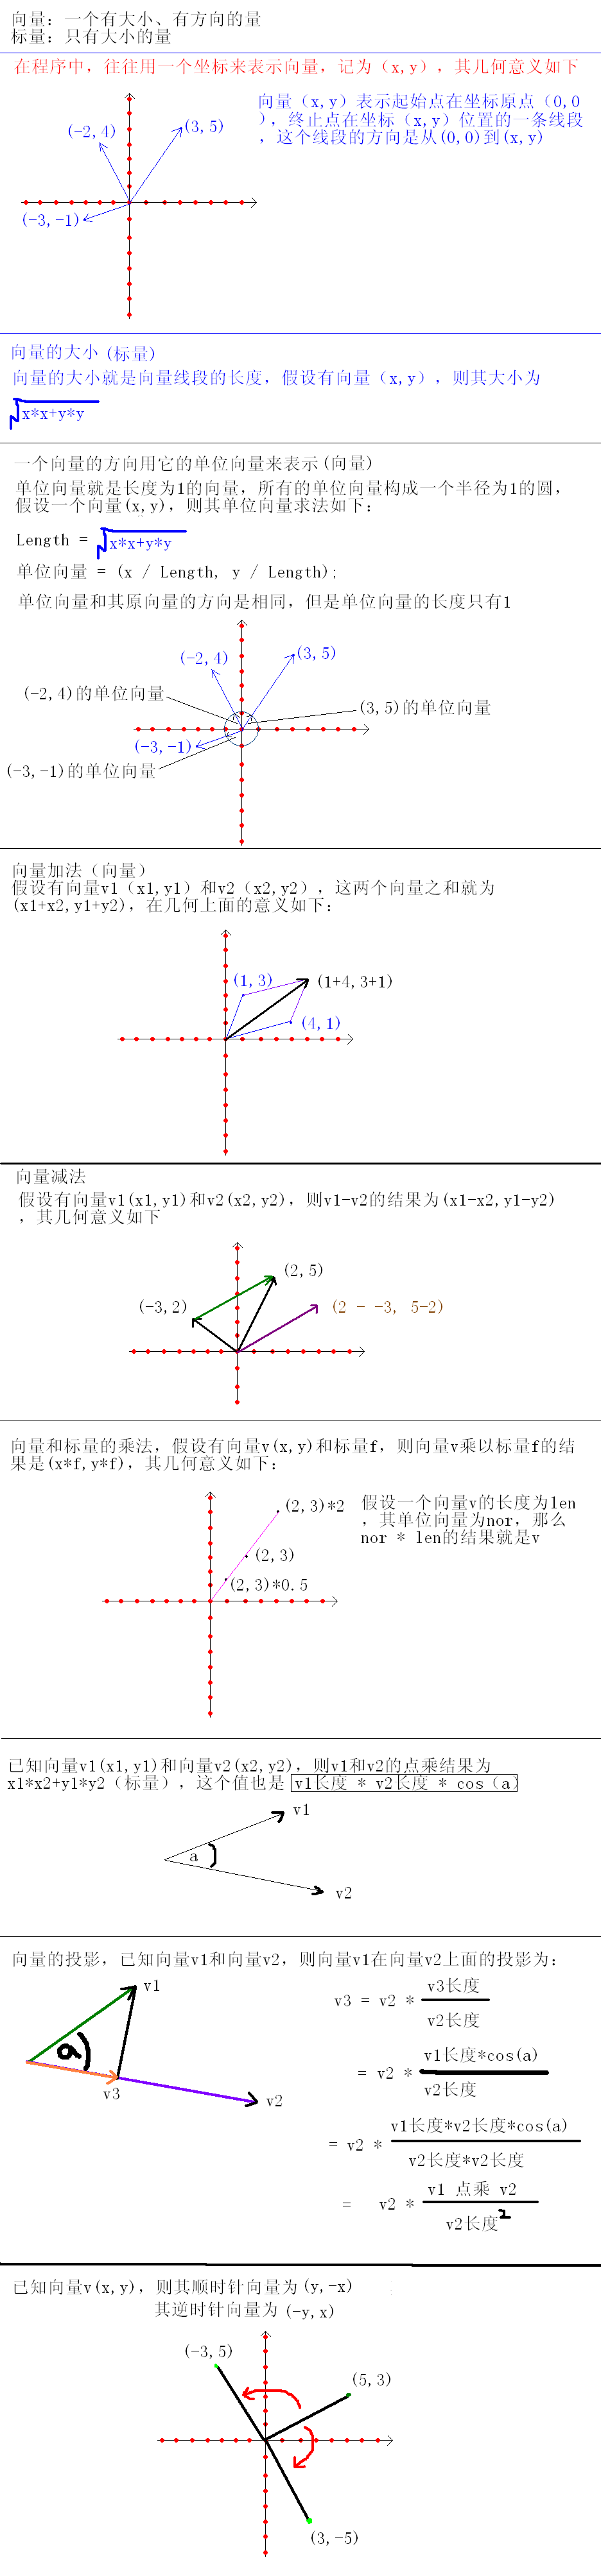 向量：一个有大小、有方向的量
标量：只有大小的量
在程序中，往往用一个坐标来表示向量，记为（x,y），其几何意义如下
向量（x,y）表示起始点在坐标原点（0,0
），终止点在坐标（x,y）位置的一条线段
，这个线段的方向是从(0,0)到(x,y)
(-2,4)
(3,5)
(-3,-1)
向量的大小(标量)
向量的大小就是向量线段的长度，假设有向量（x,y），则其大小为
√x*x+y*y
一个向量的方向用它的单位向量来表示(向量)
单位向量就是长度为1的向量，所有的单位向量构成一个半径为1的圆，
假设一个向量(x,y)，则其单位向量求法如下：
Length = √x*x+y*y
单位向量 = (x / Length, y / Length);
单位向量和其原向量的方向是相同，但是单位向量的长度只有1
(-2,4)
(3,5)
(-2,4)的单位向量
(3,5)的单位向量
(-3,-1)
(-3,-1)的单位向量
向量加法（向量）
假设有向量v1（x1,y1）和v2（x2,y2），这两个向量之和就为
(x1+x2,y1+y2)，在几何上面的意义如下：
(1,3)
(1+4,3+1)
(4,1)
向量减法
假设有向量v1(x1,y1)和v2(x2,y2)，则v1-v2的结果为(x1-x2,y1-y2)
，其几何意义如下
(2,5)
(-3,2)
(2 - -3, 5-2)
向量和标量的乘法，假设有向量v(x,y)和标量f，则向量v乘以标量f的结
果是(x*f,y*f)，其几何意义如下：
(2,3)*2
(2,3)
(2,3)*0.5
假设一个向量v的长度为len
，其单位向量为nor，那么
nor * len的结果就是v
已知向量v1(x1,y1)和向量v2(x2,y2)，则v1和v2的点乘结果为
x1*x2+y1*y2（标量），这个值也是 v1长度 * v2长度 * cos（a)
v1
a
v2
向量的投影，已知向量v1和向量v2，则向量v1在向量v2上面的投影为：
v1
a
v3
v2
v3 = v2 *
v3长度
v2长度
= v2 *
v1长度*cos(a)
v2长度
= v2 *
v1长度*v2长度*cos(a)
v2长度*v2长度
= v2 *
v1 点乘 v2
v2长度2
已知向量v(x,y)，则其顺时针向量为(y,-x)
其逆时针向量为 (-y,x)
(-3,5)
(5,3)
(3,-5)